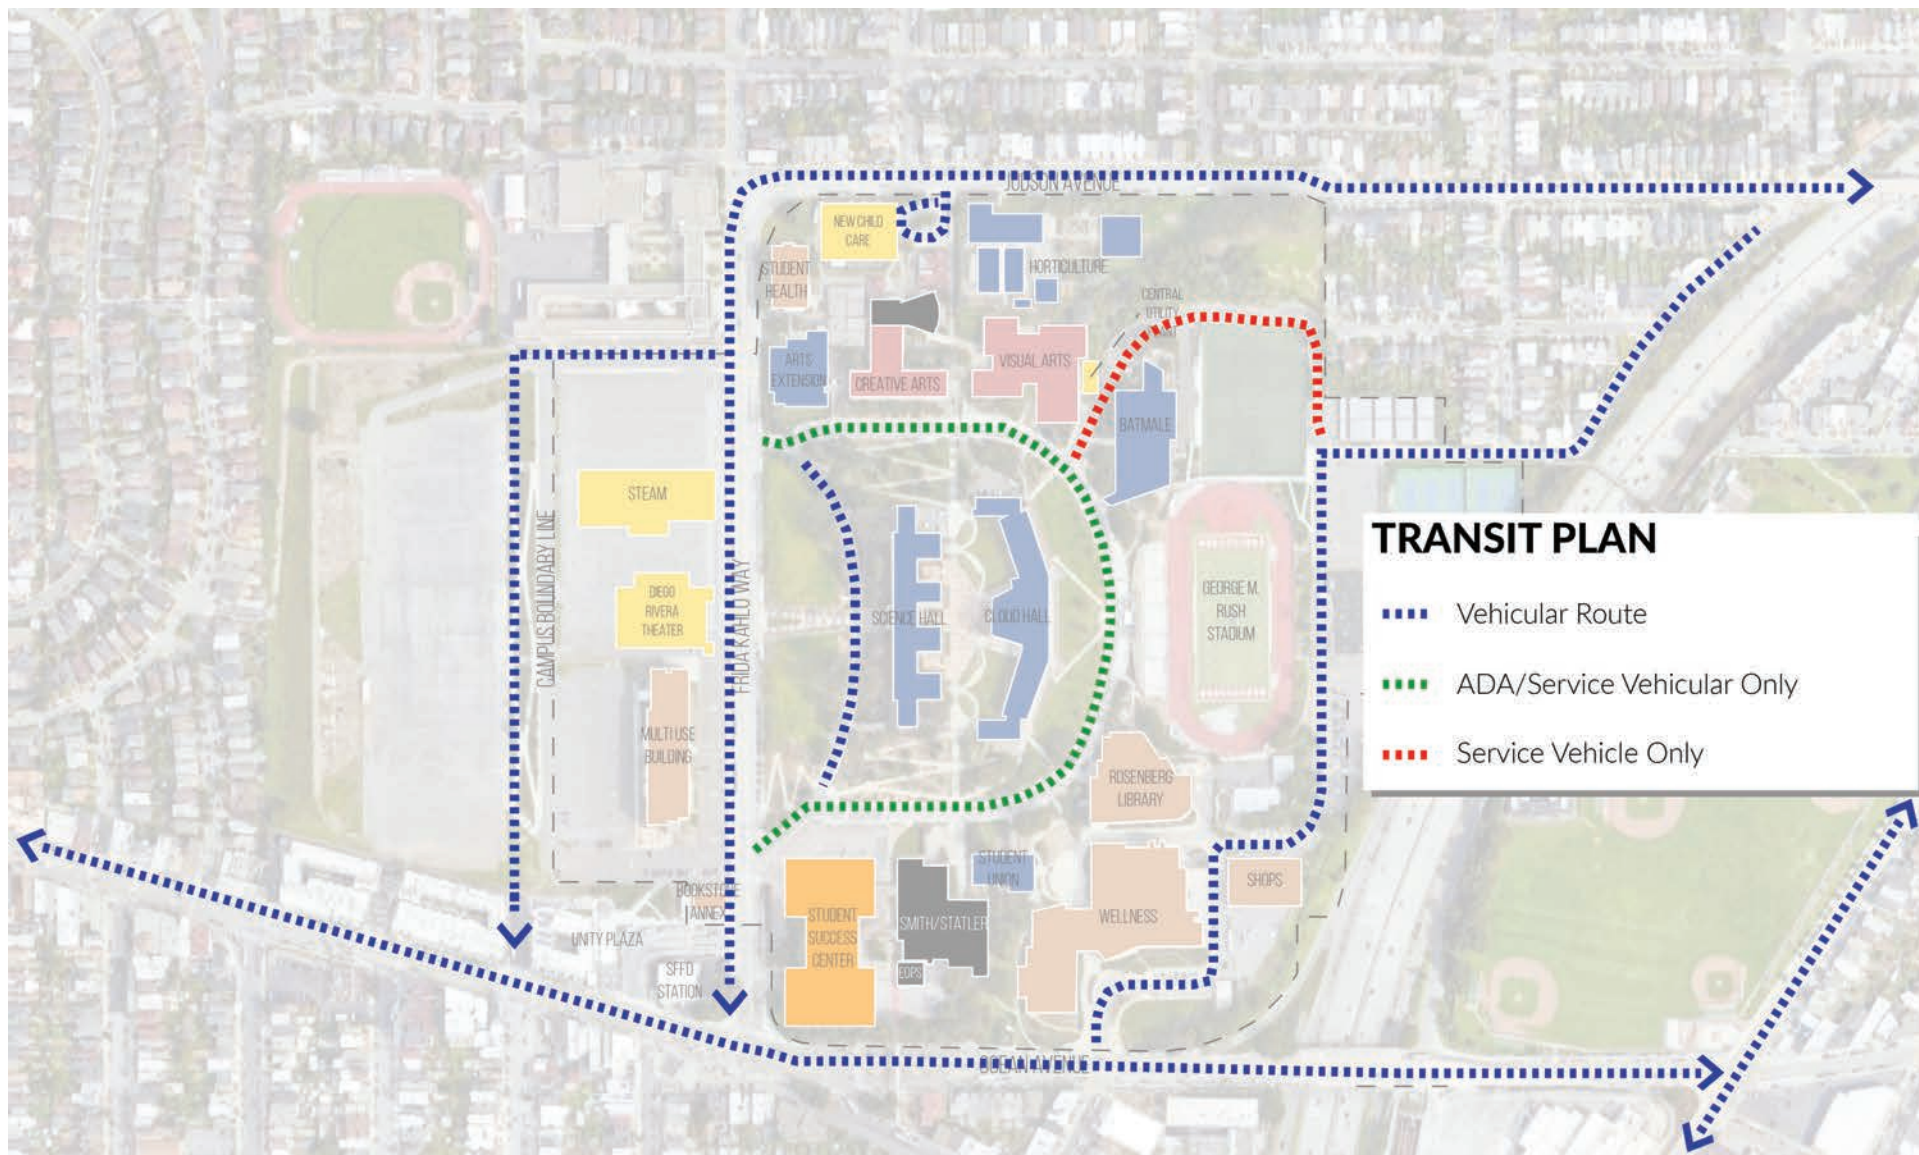 JUDSON AVENUE
NEW CHILD
CARE
STUDENT
HEALTH
HORTICULTURE
CENTRAL
UTILITY
ARTS
EXTENSION
CREATIVE ARTS
VISUAL ARTS
BATMALE
STEAM
CAMPUS BOUNDARY LINE
DIEGO
RIVERA
THEATER
FRIDA KAHLO WAY
SCIENCE HALL
CLOUD HALL
GEORGE M.
RUSH
STADIUM
MULTI USE
BUILDING
ROSENBERG
LIBRARY
BOOKSTORE
ANNEX
UNITY PLAZA
SFFD
STATION
STUDENT
SUCCESS
CENTER
SMITH/STATLER
EOPS
STUDENT
UNION
WELLNESS
SHOPS
OCEAN AVENUE
TRANSIT PLAN
Vehicular Route
ADA/Service Vehicular Only
Service Vehicle Only